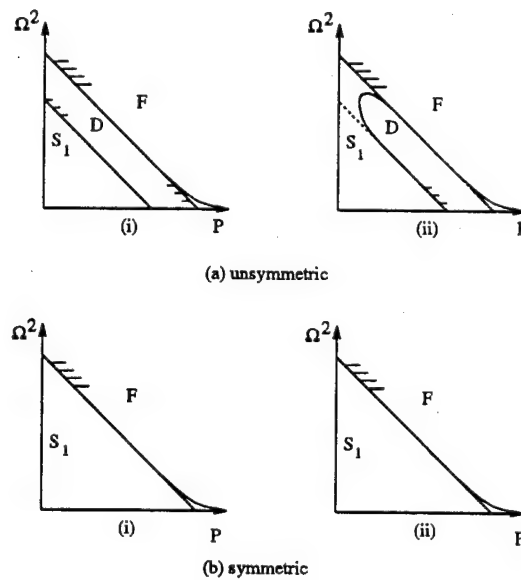 Ω² Ω²
F F
D D
S₁ S₁
(i) P (ii) P
(a) unsymmetric
Ω² Ω²
F F
S₁ S₁
(i) P (ii) P
(b) symmetric